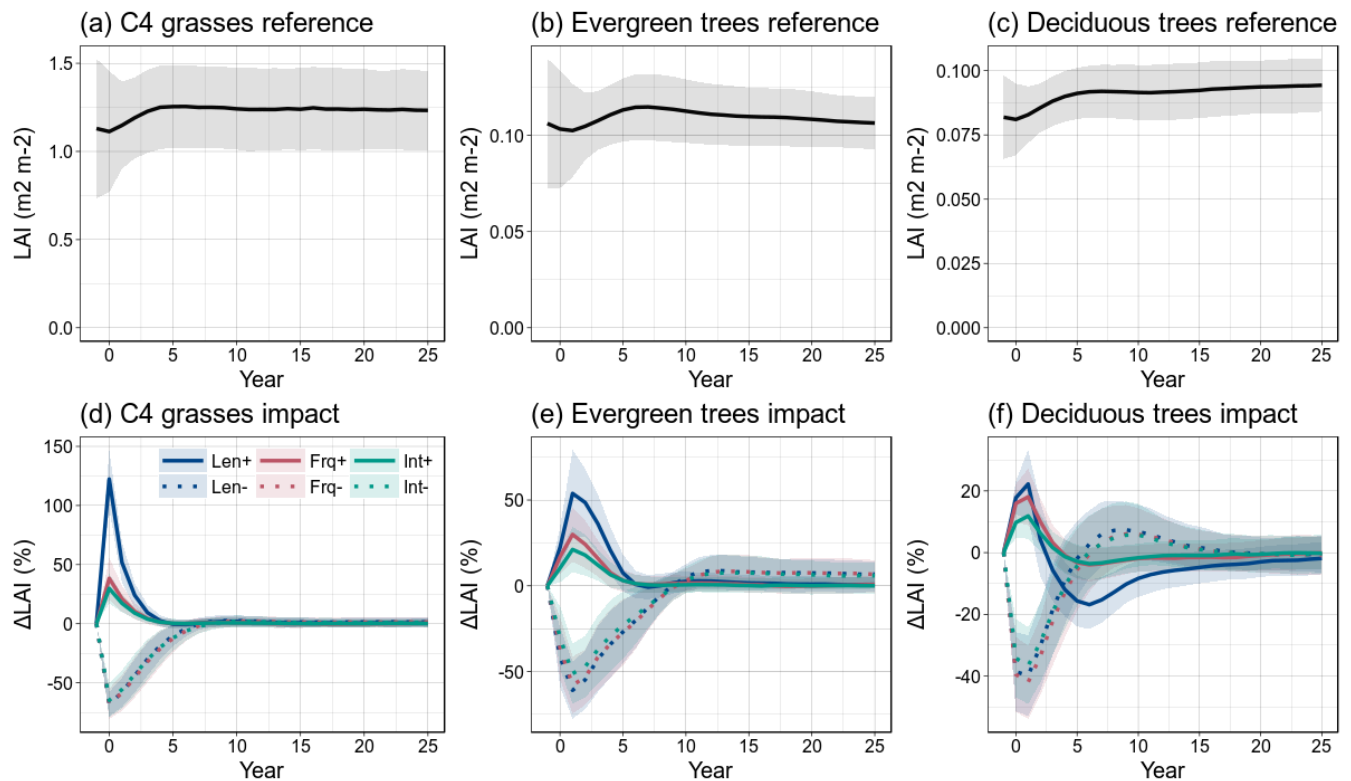 (a) C4 grasses reference
(b) Evergreen trees reference
(c) Deciduous trees reference
LAI (m2 m-2)
1.5
1.0
0.5
0.0
0 5 10 15 20 25
Year
LAI (m2 m-2)
0.10
0.05
0.00
0 5 10 15 20 25
Year
LAI (m2 m-2)
0.100
0.075
0.050
0.025
0.000
0 5 10 15 20 25
Year
(d) C4 grasses impact
(e) Evergreen trees impact
(f) Deciduous trees impact
ΔLAI (%)
150
100
50
0
-50
Len+ Frq+ Int+
Len- Frq- Int-
0 5 10 15 20 25
Year
ΔLAI (%)
50
0
-50
0 5 10 15 20 25
Year
ΔLAI (%)
20
0
-20
-40
0 5 10 15 20 25
Year